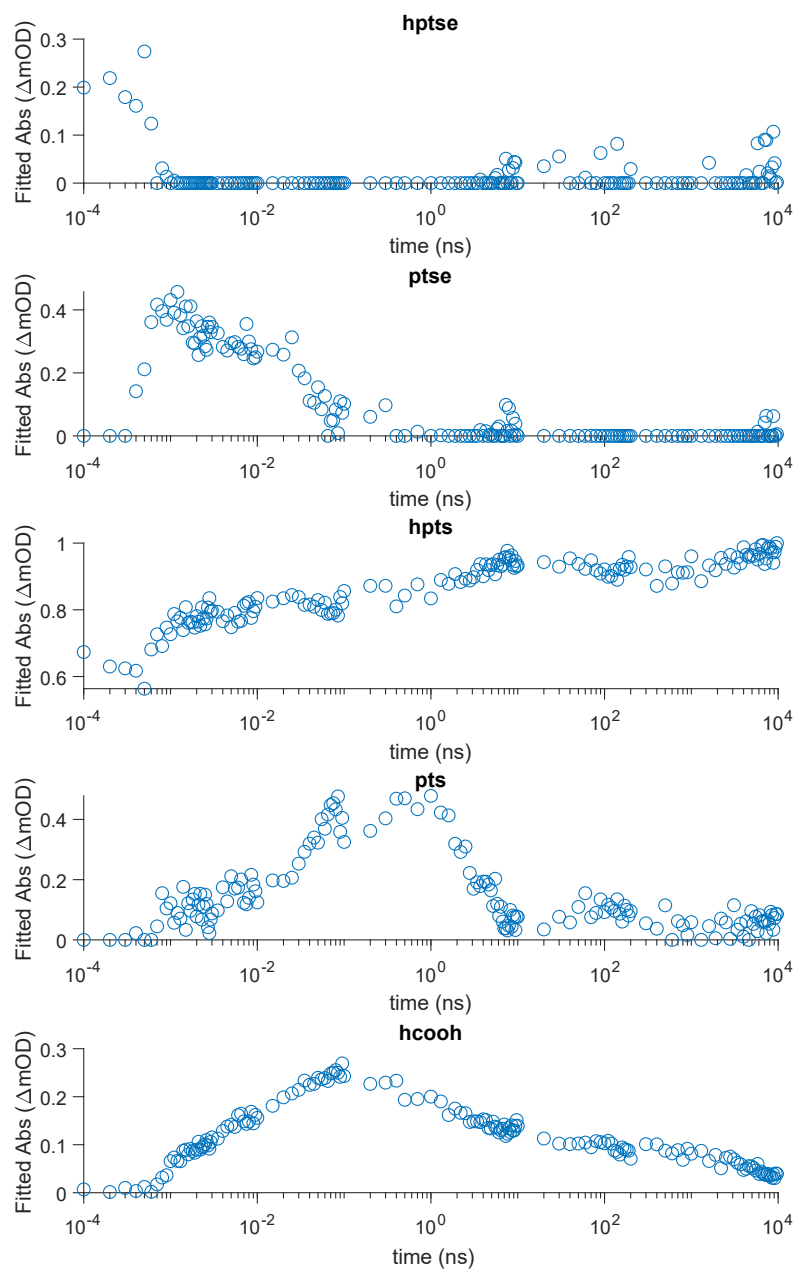 hptse
Fitted Abs (ΔmOD)
0.3
0.2
0.1
0
10^-4 10^-2 10^0 10^2 10^4
time (ns)
ptse
Fitted Abs (ΔmOD)
0.4
0.2
0
10^-4 10^-2 10^0 10^2 10^4
time (ns)
hpts
Fitted Abs (ΔmOD)
1
0.8
0.6
10^-4 10^-2 10^0 10^2 10^4
time (ns)
pts
Fitted Abs (ΔmOD)
0.4
0.2
0
10^-4 10^-2 10^0 10^2 10^4
time (ns)
hcooh
Fitted Abs (ΔmOD)
0.3
0.2
0.1
0
10^-4 10^-2 10^0 10^2 10^4
time (ns)